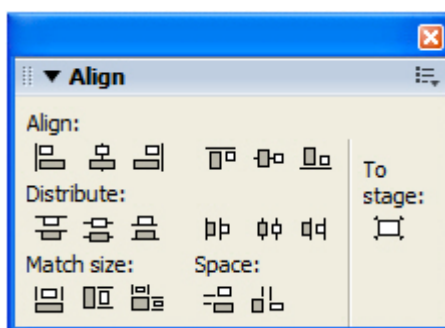 Align
Align:
To
stage:
Distribute:
Match size:
Space: